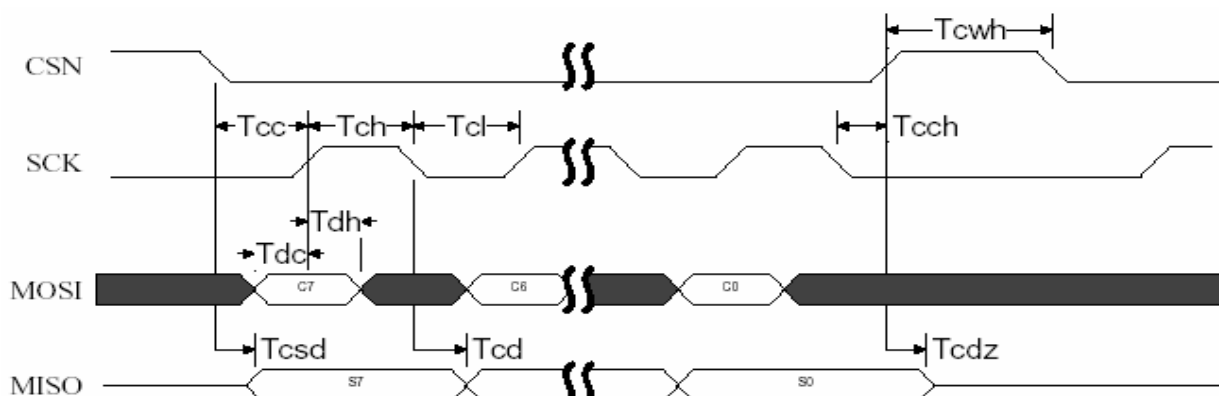 Tcwh
CSN
Tcc Tch Tcl Tcch
SCK
Tdh
Tdc
MOSI C7 C6 C0
Tcsd Tcd Tcdz
MISO S7 S0